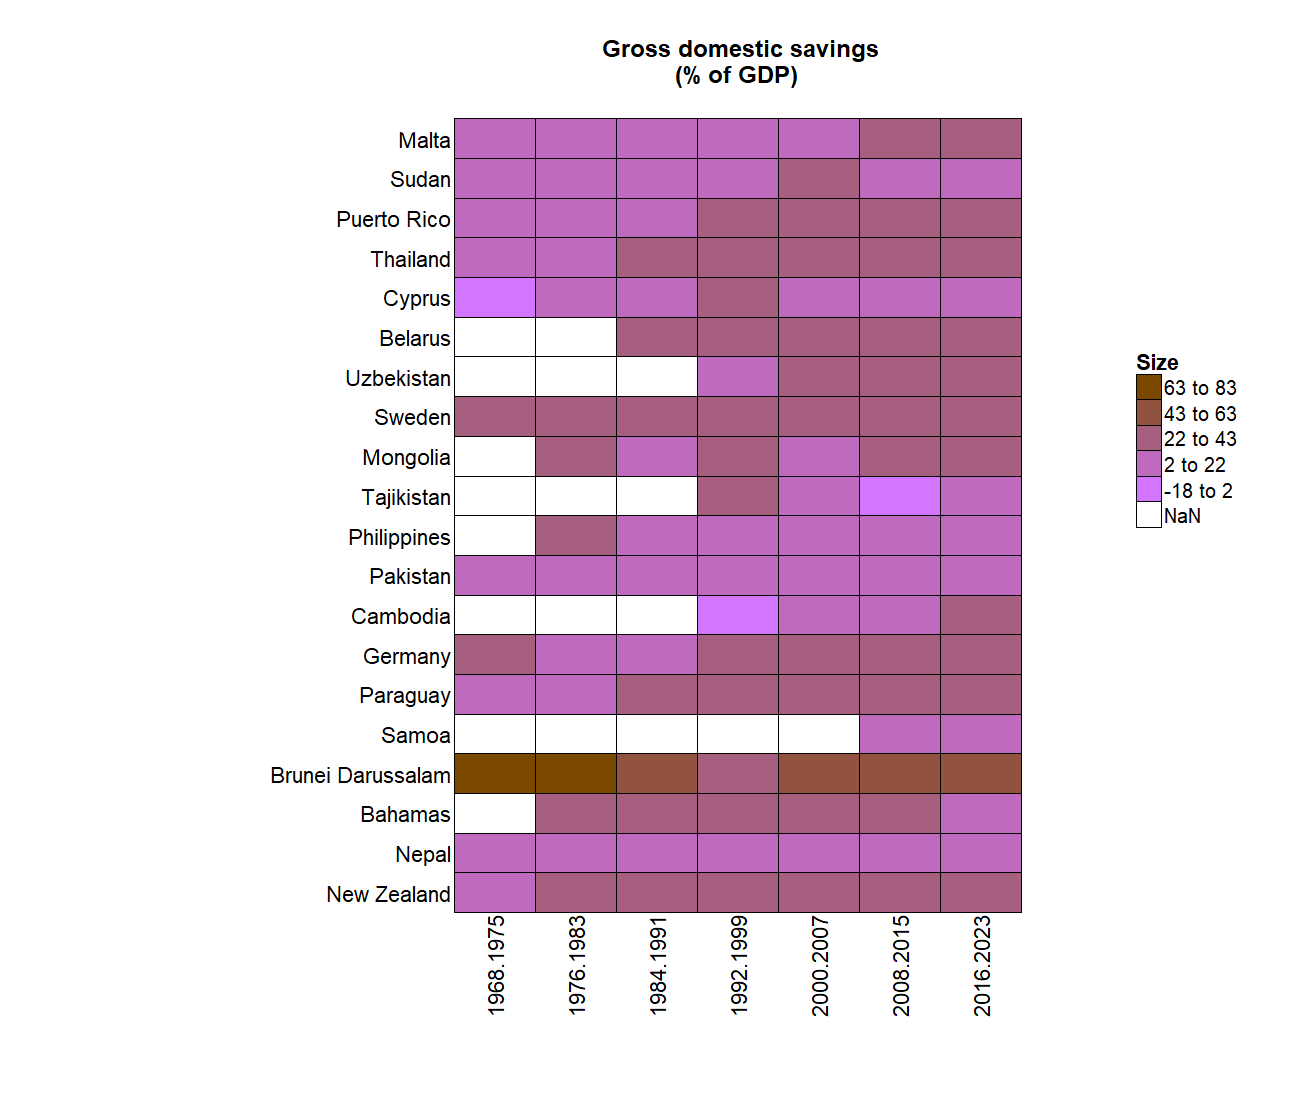 Gross domestic savings
(% of GDP)
Malta
Sudan
Puerto Rico
Thailand
Cyprus
Belarus
Uzbekistan
Sweden
Mongolia
Tajikistan
Philippines
Pakistan
Cambodia
Germany
Paraguay
Samoa
Brunei Darussalam
Bahamas
Nepal
New Zealand
1968.1975
1976.1983
1984.1991
1992.1999
2000.2007
2008.2015
2016.2023
Size
63 to 83
43 to 63
22 to 43
2 to 22
-18 to 2
NaN